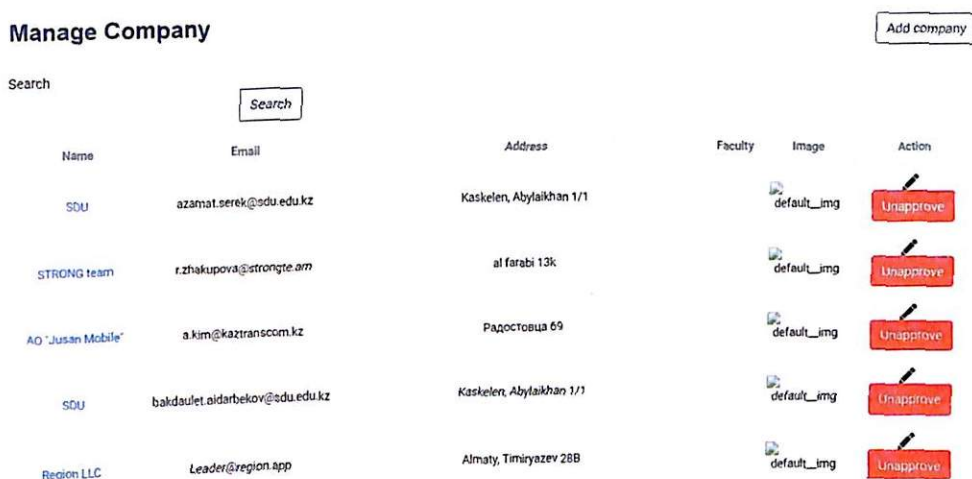 Manage Company
Add company
Search
Search
Name Email Address Faculty Image Action
SDU azamat.serek@sdu.edu.kz Kaskelen, Abylaikhan 1/1 default_img Unapprove
STRONG team r.zhakupova@strongte.am al farabi 13k default_img Unapprove
АО "Jusan Mobile" a.kim@kaztranscom.kz Радостовца 69 default_img Unapprove
SDU bakdaulet.aidarbekov@sdu.edu.kz Kaskelen, Abylaikhan 1/1 default_img Unapprove
Region LLC Leader@region.app Almaty, Timiryazev 28B default_img Unapprove